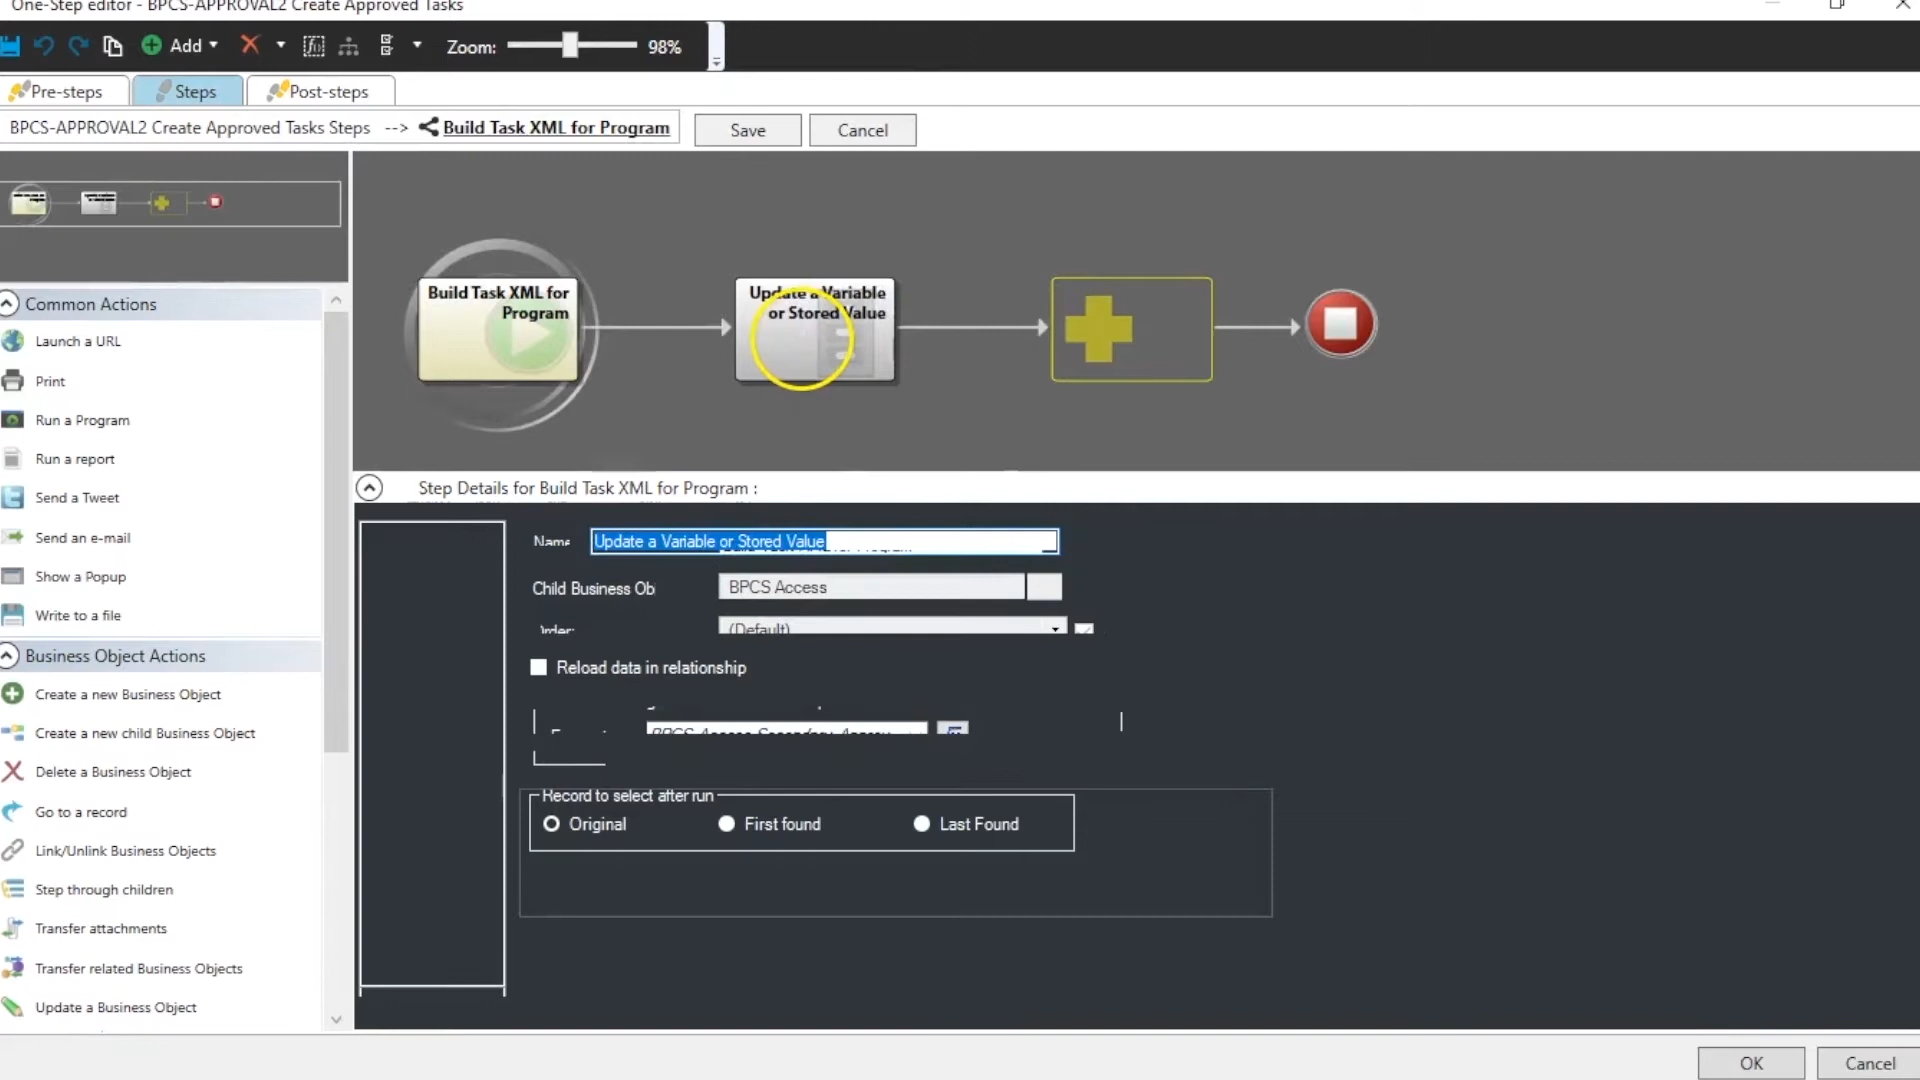 One-Step editor - BPCS-APPROVAL2 Create Approved Tasks
Add
Zoom:
98%
Pre-steps
Steps
Post-steps
BPCS-APPROVAL2 Create Approved Tasks Steps --> Build Task XML for Program
Save
Cancel
Common Actions
Launch a URL
Print
Run a Program
Run a report
Send a Tweet
Send an e-mail
Show a Popup
Write to a file
Business Object Actions
Create a new Business Object
Create a new child Business Object
Delete a Business Object
Go to a record
Link/Unlink Business Objects
Step through children
Transfer attachments
Transfer related Business Objects
Update a Business Object
Build Task XML for
Program
Update a Variable
or Stored Value
Step Details for Build Task XML for Program :
Name
Update a Variable or Stored Value
Child Business Ob
BPCS Access
Order:
(Default)
Reload data in relationship
Record to select after run
Original
First found
Last Found
OK
Cancel